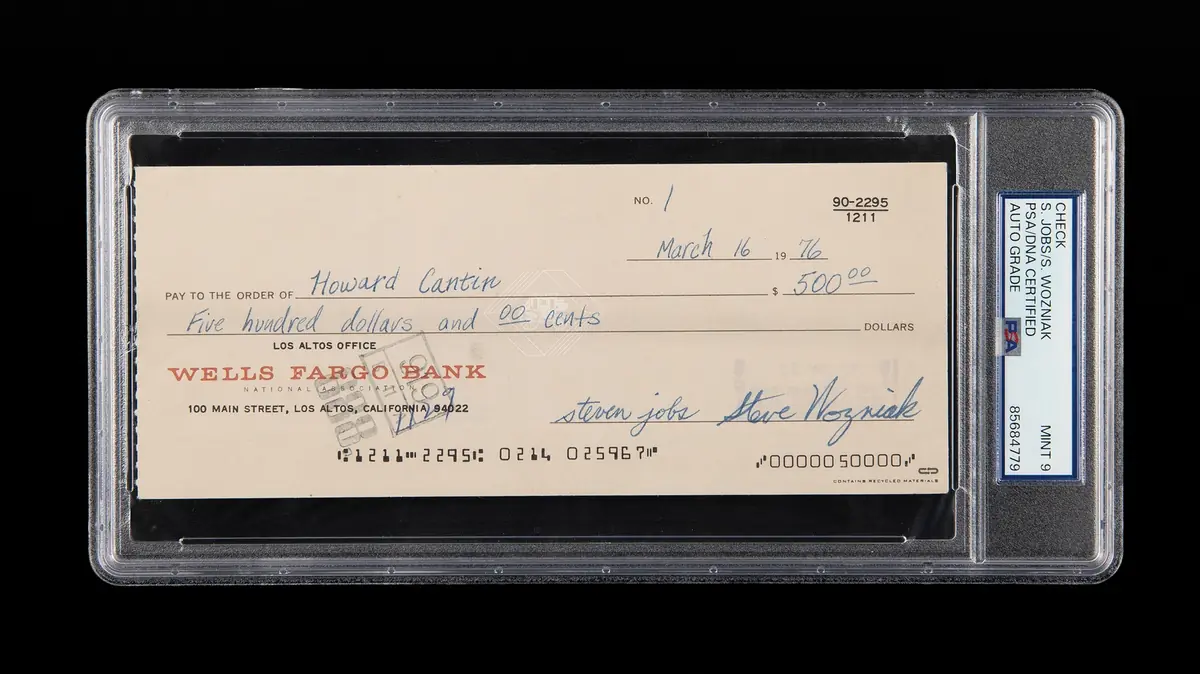 NO. 1
90-2295
1211
March 16 19 76
PAY TO THE ORDER OF Howard Cantin $ 500 00
Five hundred dollars and 00 cents DOLLARS
LOS ALTOS OFFICE
WELLS FARGO BANK
NATIONAL ASSOCIATION
100 MAIN STREET, LOS ALTOS, CALIFORNIA 94022
steven jobs Steve Wozniak
1211 2295 0214 025967
0000050000
CONTAINS RECYCLED MATERIALS
CHECK
S. JOBS/S. WOZNIAK MINT 9
PSA/DNA CERTIFIED
AUTO GRADE 85684779
PSA